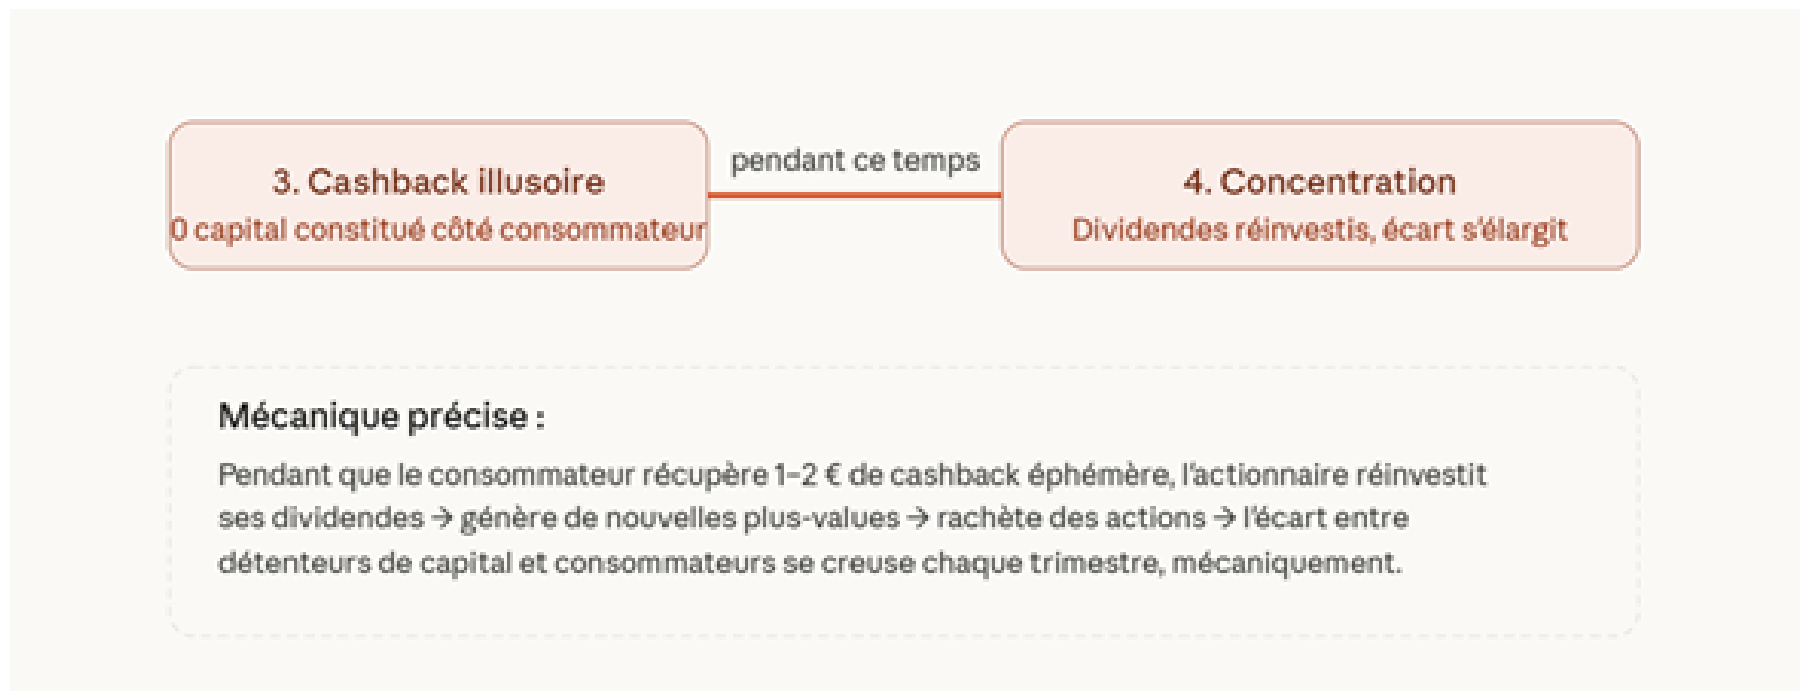 3. Cashback illusoire
0 capital constitué côté consommateur
pendant ce temps
4. Concentration
Dividendes réinvestis, écart s'élargit
Mécanique précise :
Pendant que le consommateur récupère 1–2 € de cashback éphémère, l'actionnaire réinvestit
ses dividendes → génère de nouvelles plus-values → rachète des actions → l'écart entre
détenteurs de capital et consommateurs se creuse chaque trimestre, mécaniquement.